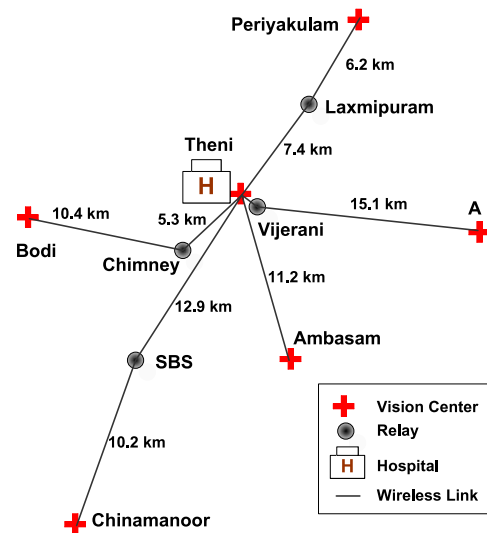 Periyakulam
6.2 km
Laxmipuram
7.4 km
Theni
H
15.1 km
A
10.4 km
5.3 km
Vijerani
Bodi
Chimney
11.2 km
12.9 km
Ambasam
SBS
10.2 km
Chinamanoor
Vision Center
Relay
H
Hospital
Wireless Link